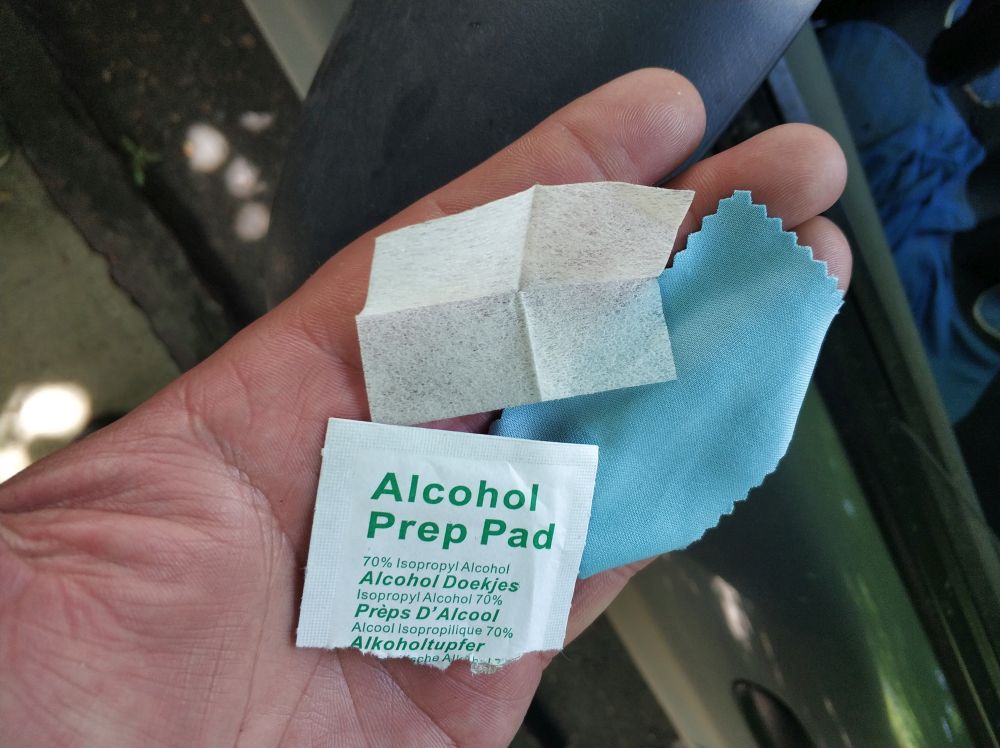 Alcohol
Prep Pad
70% Isopropyl Alcohol
Alcohol Doekjes
Isopropyl Alcohol 70%
Prèps D'Alcool
Alcool Isopropilique 70%
Alkoholtupfer